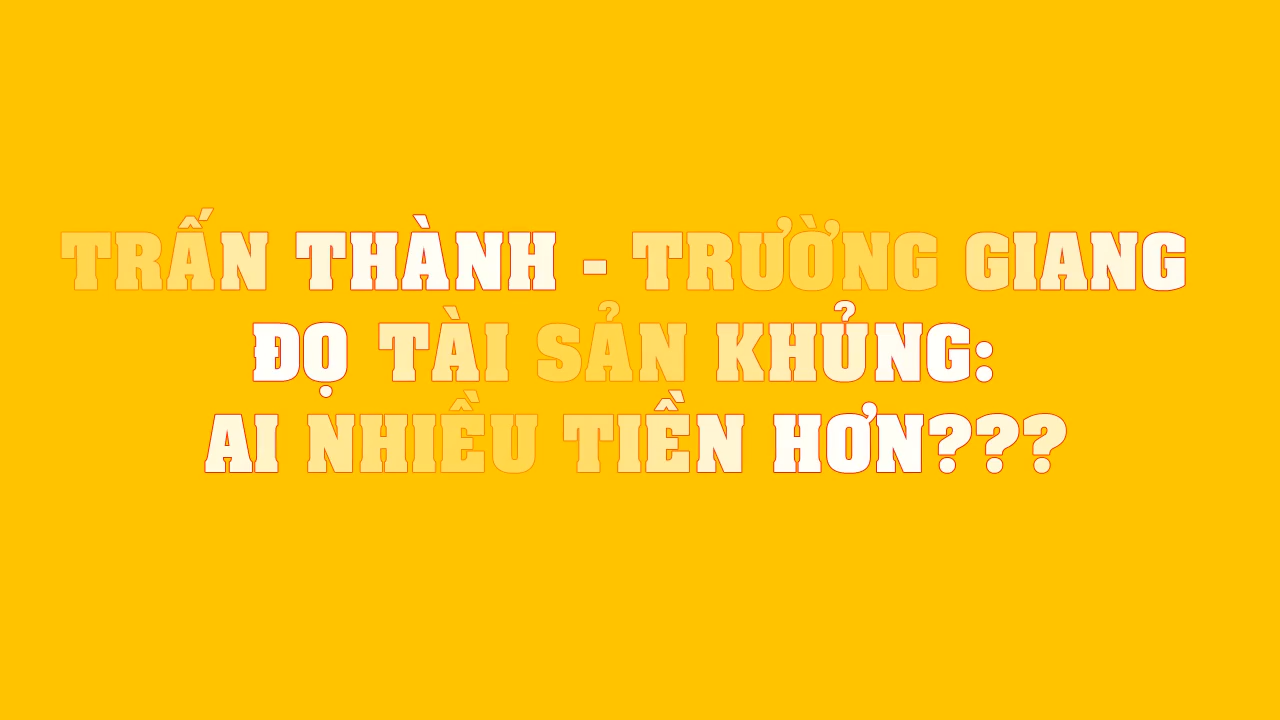 TRẤN THÀNH - TRƯỜNG GIANG
ĐỌ TÀI SẢN KHỦNG:
AI NHIỀU TIỀN HƠN???